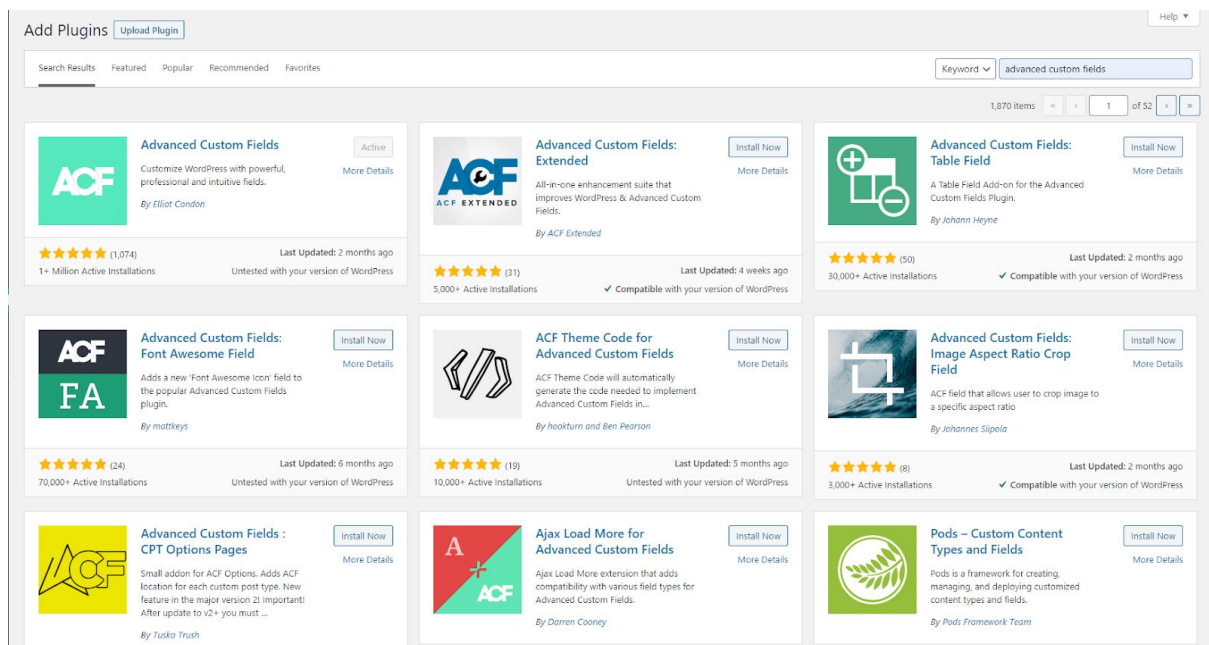 Help ▼
Add Plugins Upload Plugin
Search Results Featured Popular Recommended Favorites Keyword advanced custom fields
1,870 items « ‹ 1 of 52 › »
ACF
Advanced Custom Fields
Active
More Details
Customize WordPress with powerful,
professional and intuitive fields.
By Elliot Condon
(1,074)
Last Updated: 2 months ago
1+ Million Active Installations
Untested with your version of WordPress
ACF
ACF EXTENDED
Advanced Custom Fields:
Extended
Install Now
More Details
All-in-one enhancement suite that
improves WordPress & Advanced Custom
Fields.
By ACF Extended
(31)
Last Updated: 4 weeks ago
5,000+ Active Installations
✓ Compatible with your version of WordPress
Advanced Custom Fields:
Table Field
Install Now
More Details
A Table Field Add-on for the Advanced
Custom Fields Plugin.
By Johann Heyne
(50)
Last Updated: 2 months ago
30,000+ Active Installations
✓ Compatible with your version of WordPress
ACF
FA
Advanced Custom Fields:
Font Awesome Field
Install Now
More Details
Adds a new 'Font Awesome Icon' field to
the popular Advanced Custom Fields
plugin.
By mattkeys
(24)
Last Updated: 6 months ago
70,000+ Active Installations
Untested with your version of WordPress
ACF Theme Code for
Advanced Custom Fields
Install Now
More Details
ACF Theme Code will automatically
generate the code needed to implement
Advanced Custom Fields in...
By hookturn and Ben Pearson
(19)
Last Updated: 5 months ago
10,000+ Active Installations
Untested with your version of WordPress
Advanced Custom Fields:
Image Aspect Ratio Crop
Field
Install Now
More Details
ACF field that allows user to crop image to
a specific aspect ratio
By Johannes Siipola
(8)
Last Updated: 2 months ago
3,000+ Active Installations
✓ Compatible with your version of WordPress
ACF
Advanced Custom Fields :
CPT Options Pages
Install Now
More Details
Small addon for ACF Options. Adds ACF
location for each custom post type. New
feature in the major version 2! Important!
After update to v2+ you must ...
By Tusko Trush
A
+
ACF
Ajax Load More for
Advanced Custom Fields
Install Now
More Details
Ajax Load More extension that adds
compatibility with various field types for
Advanced Custom Fields.
By Darren Cooney
Pods – Custom Content
Types and Fields
Install Now
More Details
Pods is a framework for creating,
managing, and deploying customized
content types and fields.
By Pods Framework Team